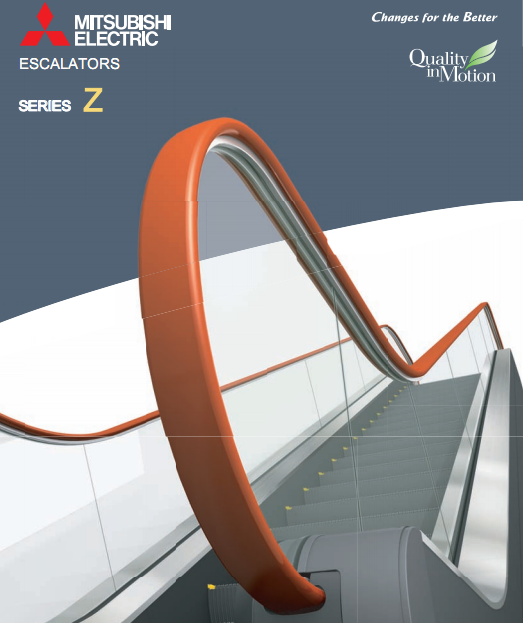 MITSUBISHI
ELECTRIC
Changes for the Better
ESCALATORS
Quality
in Motion
SERIES Z